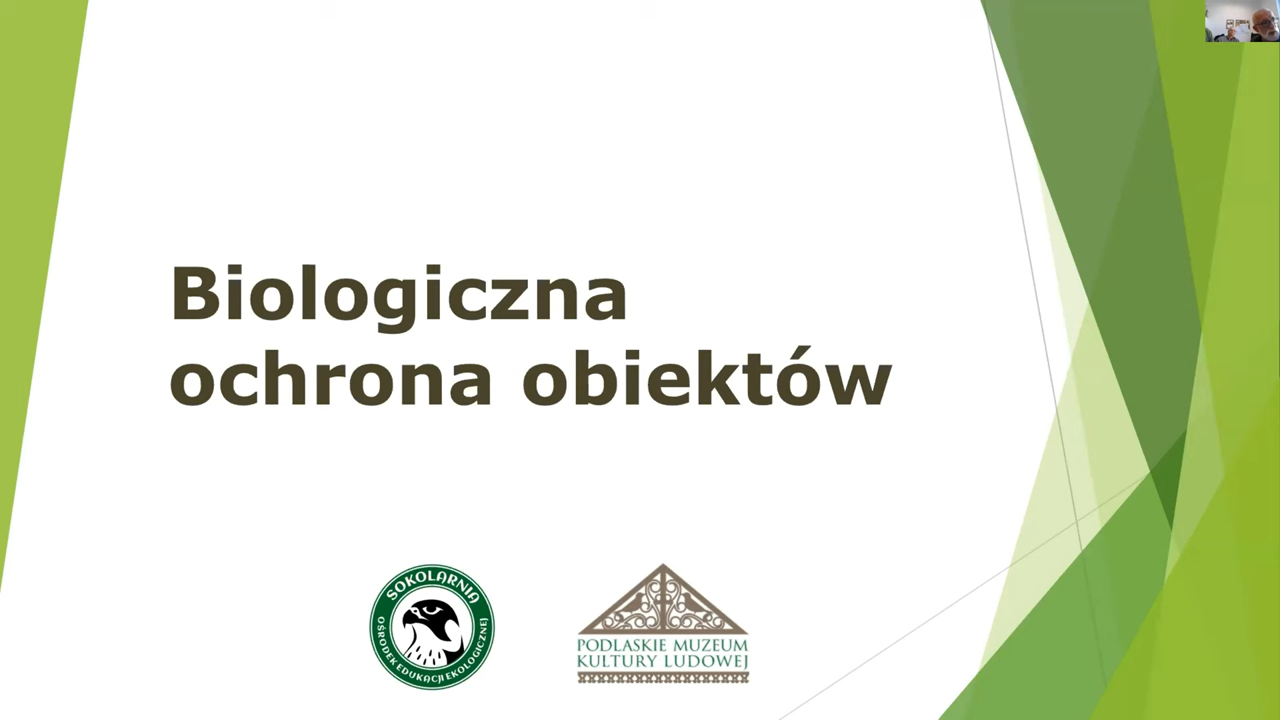 Biologiczna
ochrona obiektów
SOKOLARNIA
OŚRODEK EDUKACJI EKOLOGICZNEJ
PODLASKIE MUZEUM
KULTURY LUDOWEJ